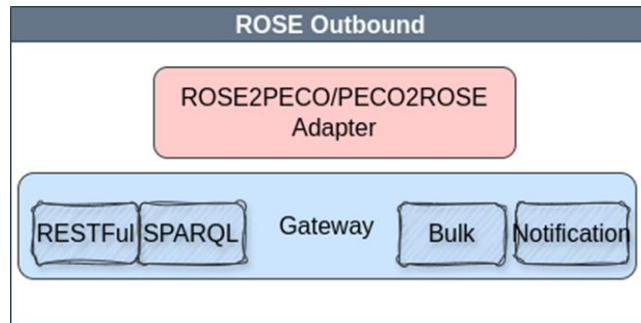 ROSE Outbound
ROSE2PECO/PECO2ROSE
Adapter
RESTFul SPARQL Gateway Bulk Notification